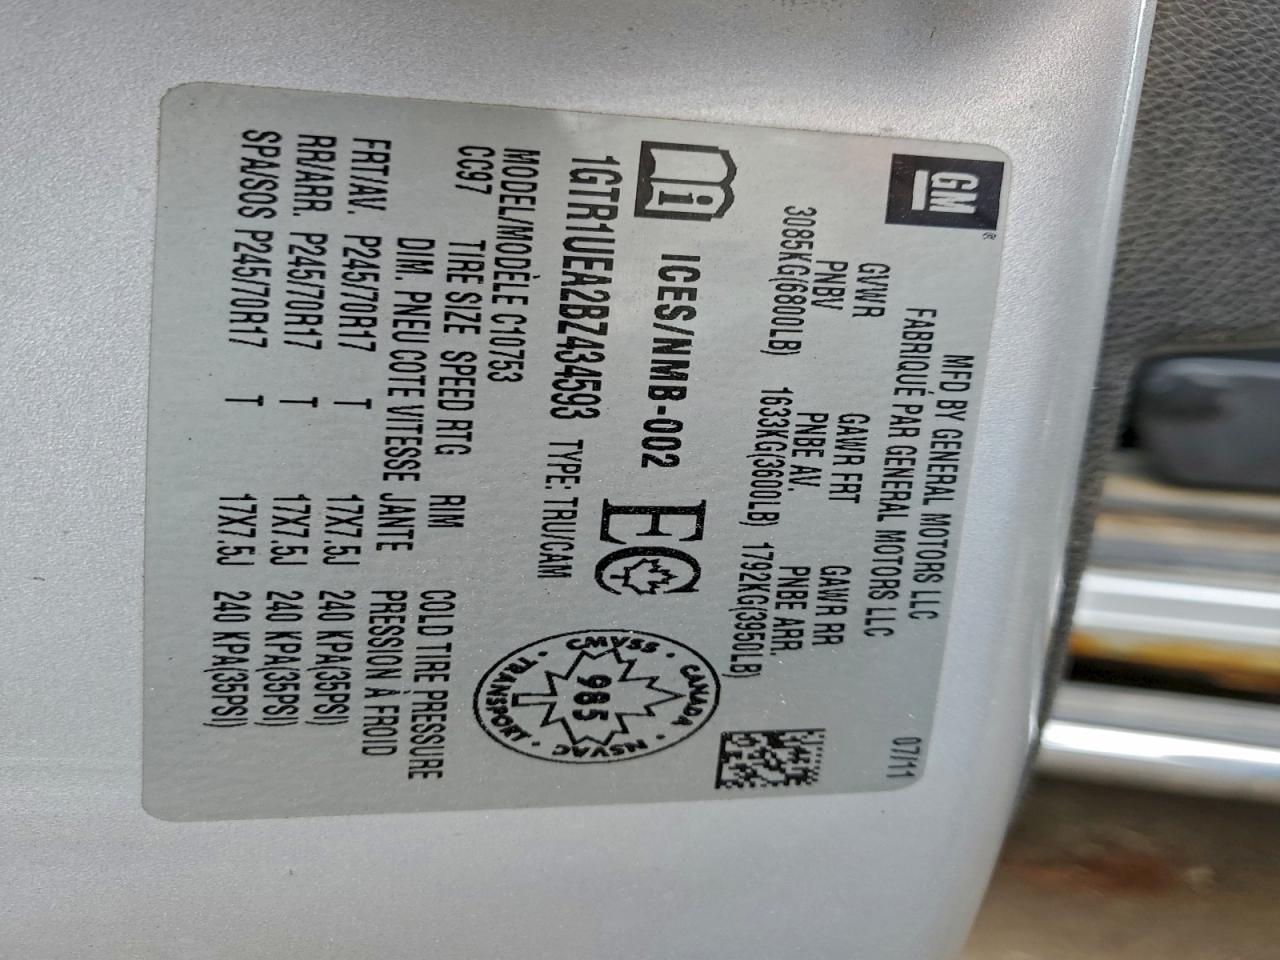 GM®
MFD BY GENERAL MOTORS LLC
FABRIQUÉ PAR GENERAL MOTORS LLC
07/11
GVWR GAWR FRT GAWR RR
PNBV PNBE AV. PNBE ARR.
3085KG(6800LB) 1633KG(3600LB) 1792KG(3950LB)
i ICES/NMB-002 EC
CANADA · CMVSS · TRANSPORT · NSVAC ·
985
1GTR1UEA2BZ434593 TYPE: TRU/CAM
MODEL/MODÈLE C10753
CC97 TIRE SIZE SPEED RTG RIM COLD TIRE PRESSURE
DIM. PNEU COTE VITESSE JANTE PRESSION À FROID
FRT/AV. P245/70R17 T 17X7.5J 240 KPA(35PSI)
RR/ARR. P245/70R17 T 17X7.5J 240 KPA(35PSI)
SPA/SOS P245/70R17 T 17X7.5J 240 KPA(35PSI)